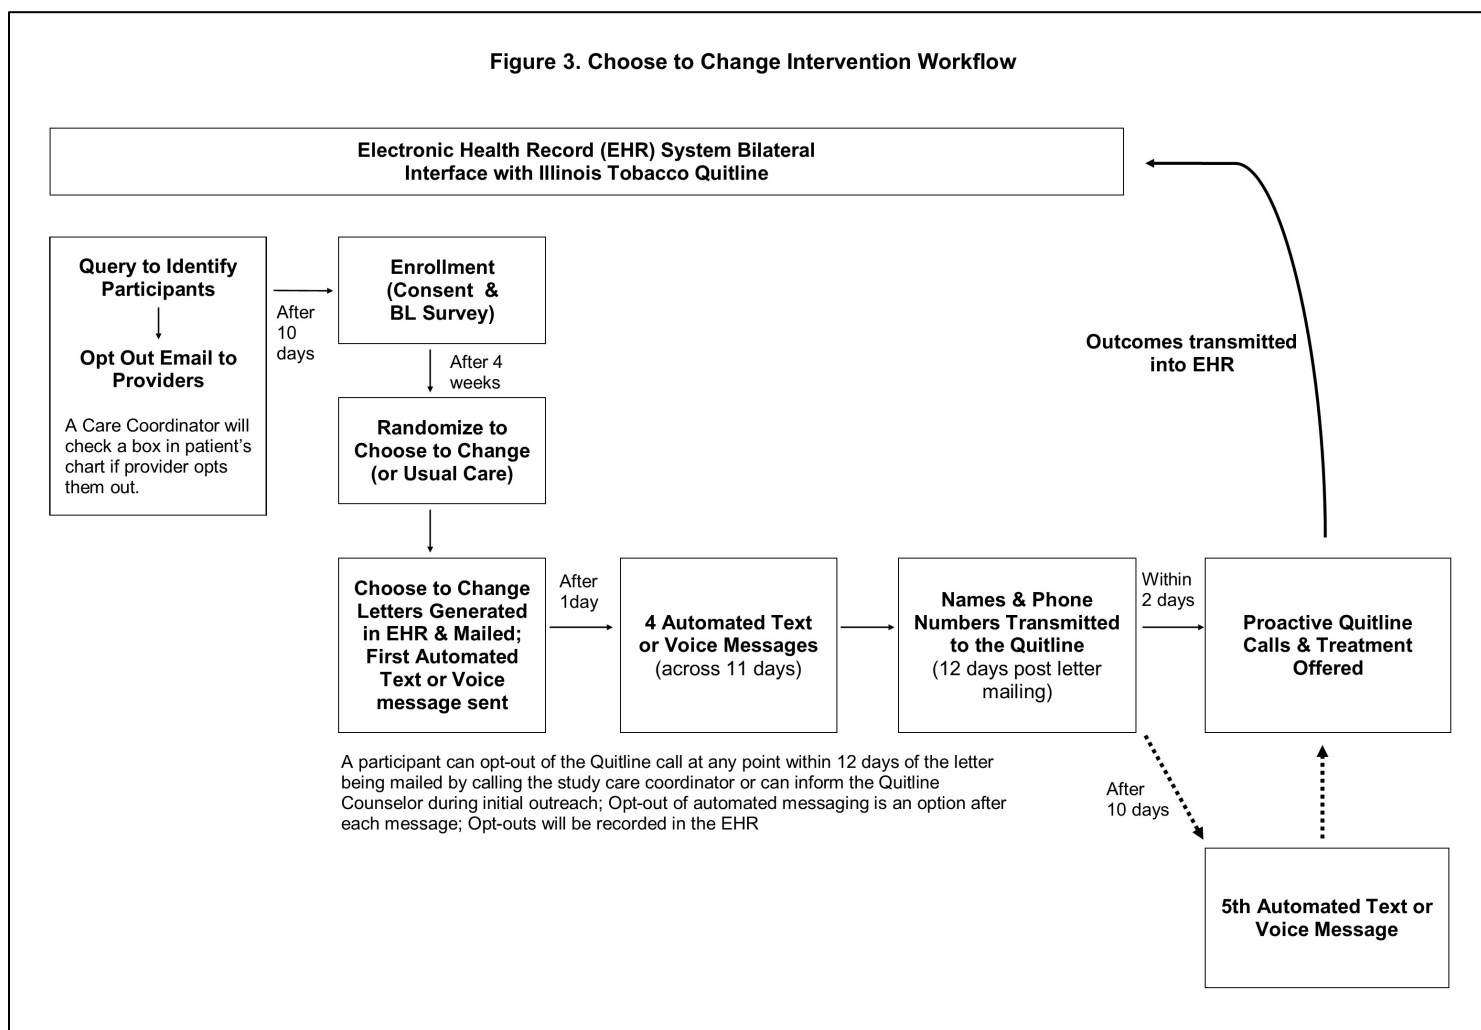 Figure 3. Choose to Change Intervention Workflow
Electronic Health Record (EHR) System Bilateral
Interface with Illinois Tobacco Quitline
Query to Identify
Participants
Opt Out Email to
Providers
A Care Coordinator will
check a box in patient’s
chart if provider opts
them out.
After
10
days
Enrollment
(Consent &
BL Survey)
After 4
weeks
Randomize to
Choose to Change
(or Usual Care)
Choose to Change
Letters Generated
in EHR & Mailed;
First Automated
Text or Voice
message sent
After
1day
4 Automated Text
or Voice Messages
(across 11 days)
Names & Phone
Numbers Transmitted
to the Quitline
(12 days post letter
mailing)
Within
2 days
Proactive Quitline
Calls & Treatment
Offered
Outcomes transmitted
into EHR
A participant can opt-out of the Quitline call at any point within 12 days of the letter
being mailed by calling the study care coordinator or can inform the Quitline
Counselor during initial outreach; Opt-out of automated messaging is an option after
each message; Opt-outs will be recorded in the EHR
After
10 days
5th Automated Text or
Voice Message